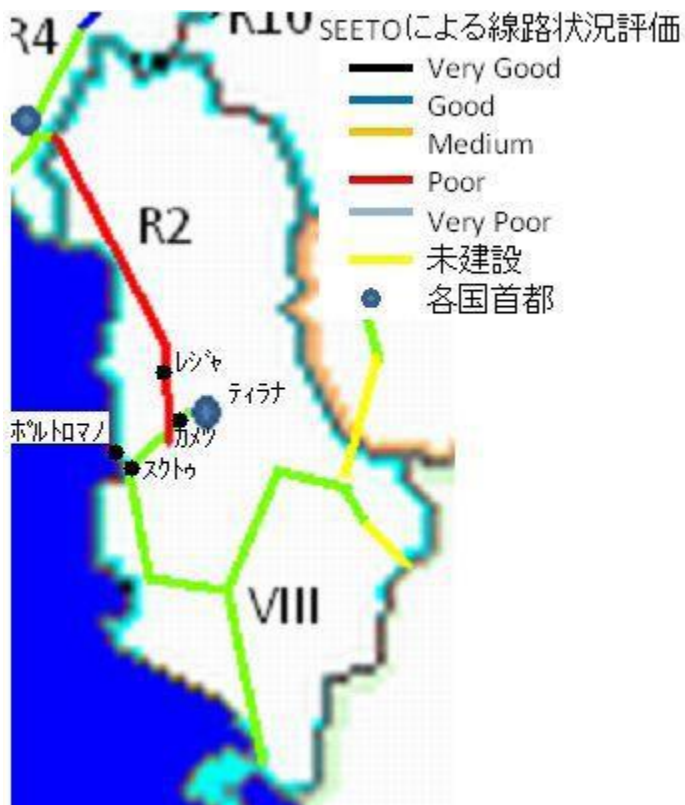 R4
R10
SEETOによる線路状況評価
Very Good
Good
Medium
Poor
Very Poor
未建設
各国首都
R2
レジャ
ティラナ
カメツ
ポルトロマノ
スクトゥ
VIII